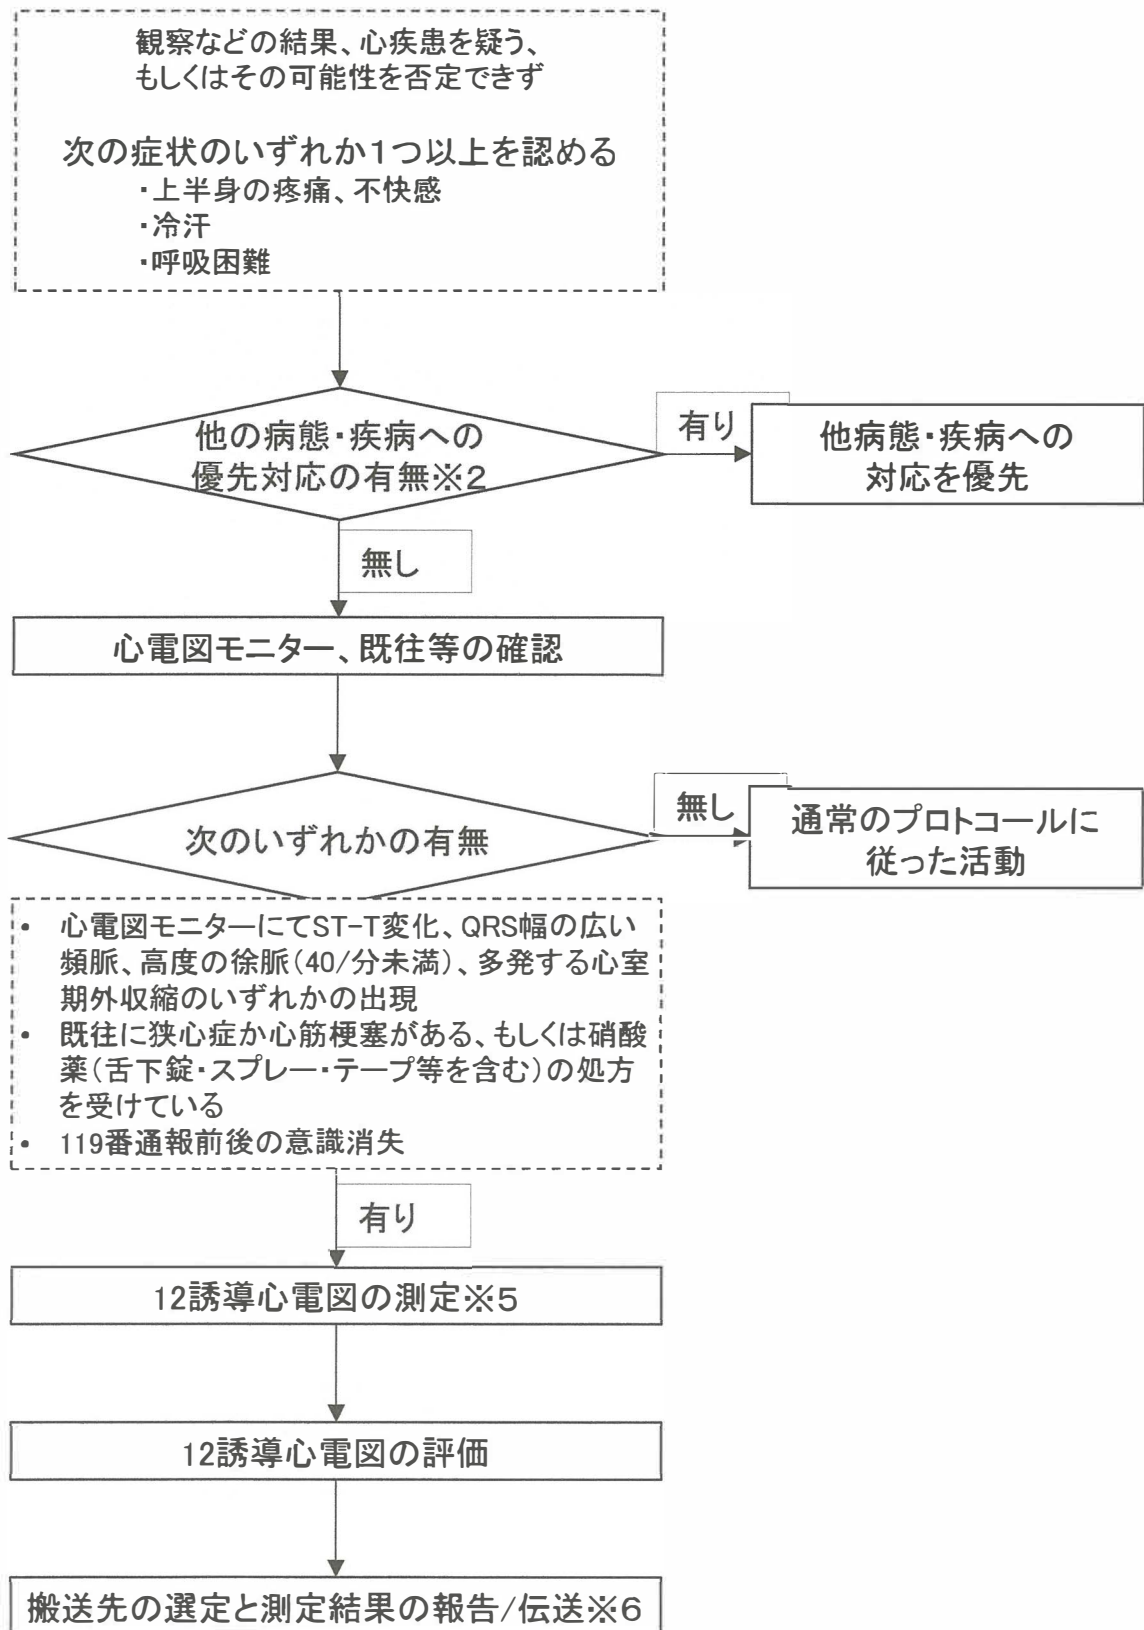 観察などの結果、心疾患を疑う、
もしくはその可能性を否定できず
次の症状のいずれか1つ以上を認める
・上半身の疼痛、不快感
・冷汗
・呼吸困難
他の病態・疾病への
優先対応の有無※2
有り
他病態・疾病への
対応を優先
無し
心電図モニター、既往等の確認
次のいずれかの有無
無し
通常のプロトコールに
従った活動
• 心電図モニターにてST-T変化、QRS幅の広い
頻脈、高度の徐脈(40/分未満)、多発する心室
期外収縮のいずれかの出現
• 既往に狭心症か心筋梗塞がある、もしくは硝酸
薬(舌下錠・スプレー・テープ等を含む)の処方
を受けている
• 119番通報前後の意識消失
有り
12誘導心電図の測定※5
12誘導心電図の評価
搬送先の選定と測定結果の報告/伝送※6